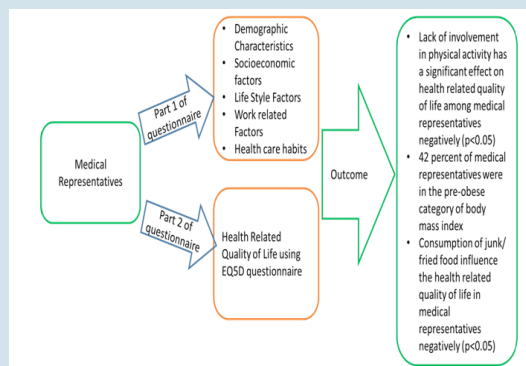 Medical
Representatives
Part 1 of
questionnaire
Part 2 of
questionnaire
• Demographic
Characteristics
• Socioeconomic
factors
• Life Style Factors
• Work related
Factors
• Health care habits
Health Related
Quality of Life using
EQ5D questionnaire
Outcome
• Lack of involvement
in physical activity has
a significant effect on
health related quality
of life among medical
representatives
negatively (p<0.05)
• 42 percent of medical
representatives were
in the pre-obese
category of body
mass index
• Consumption of junk/
fried food influence
the health related
quality of life in
medical
representatives
negatively (p<0.05)